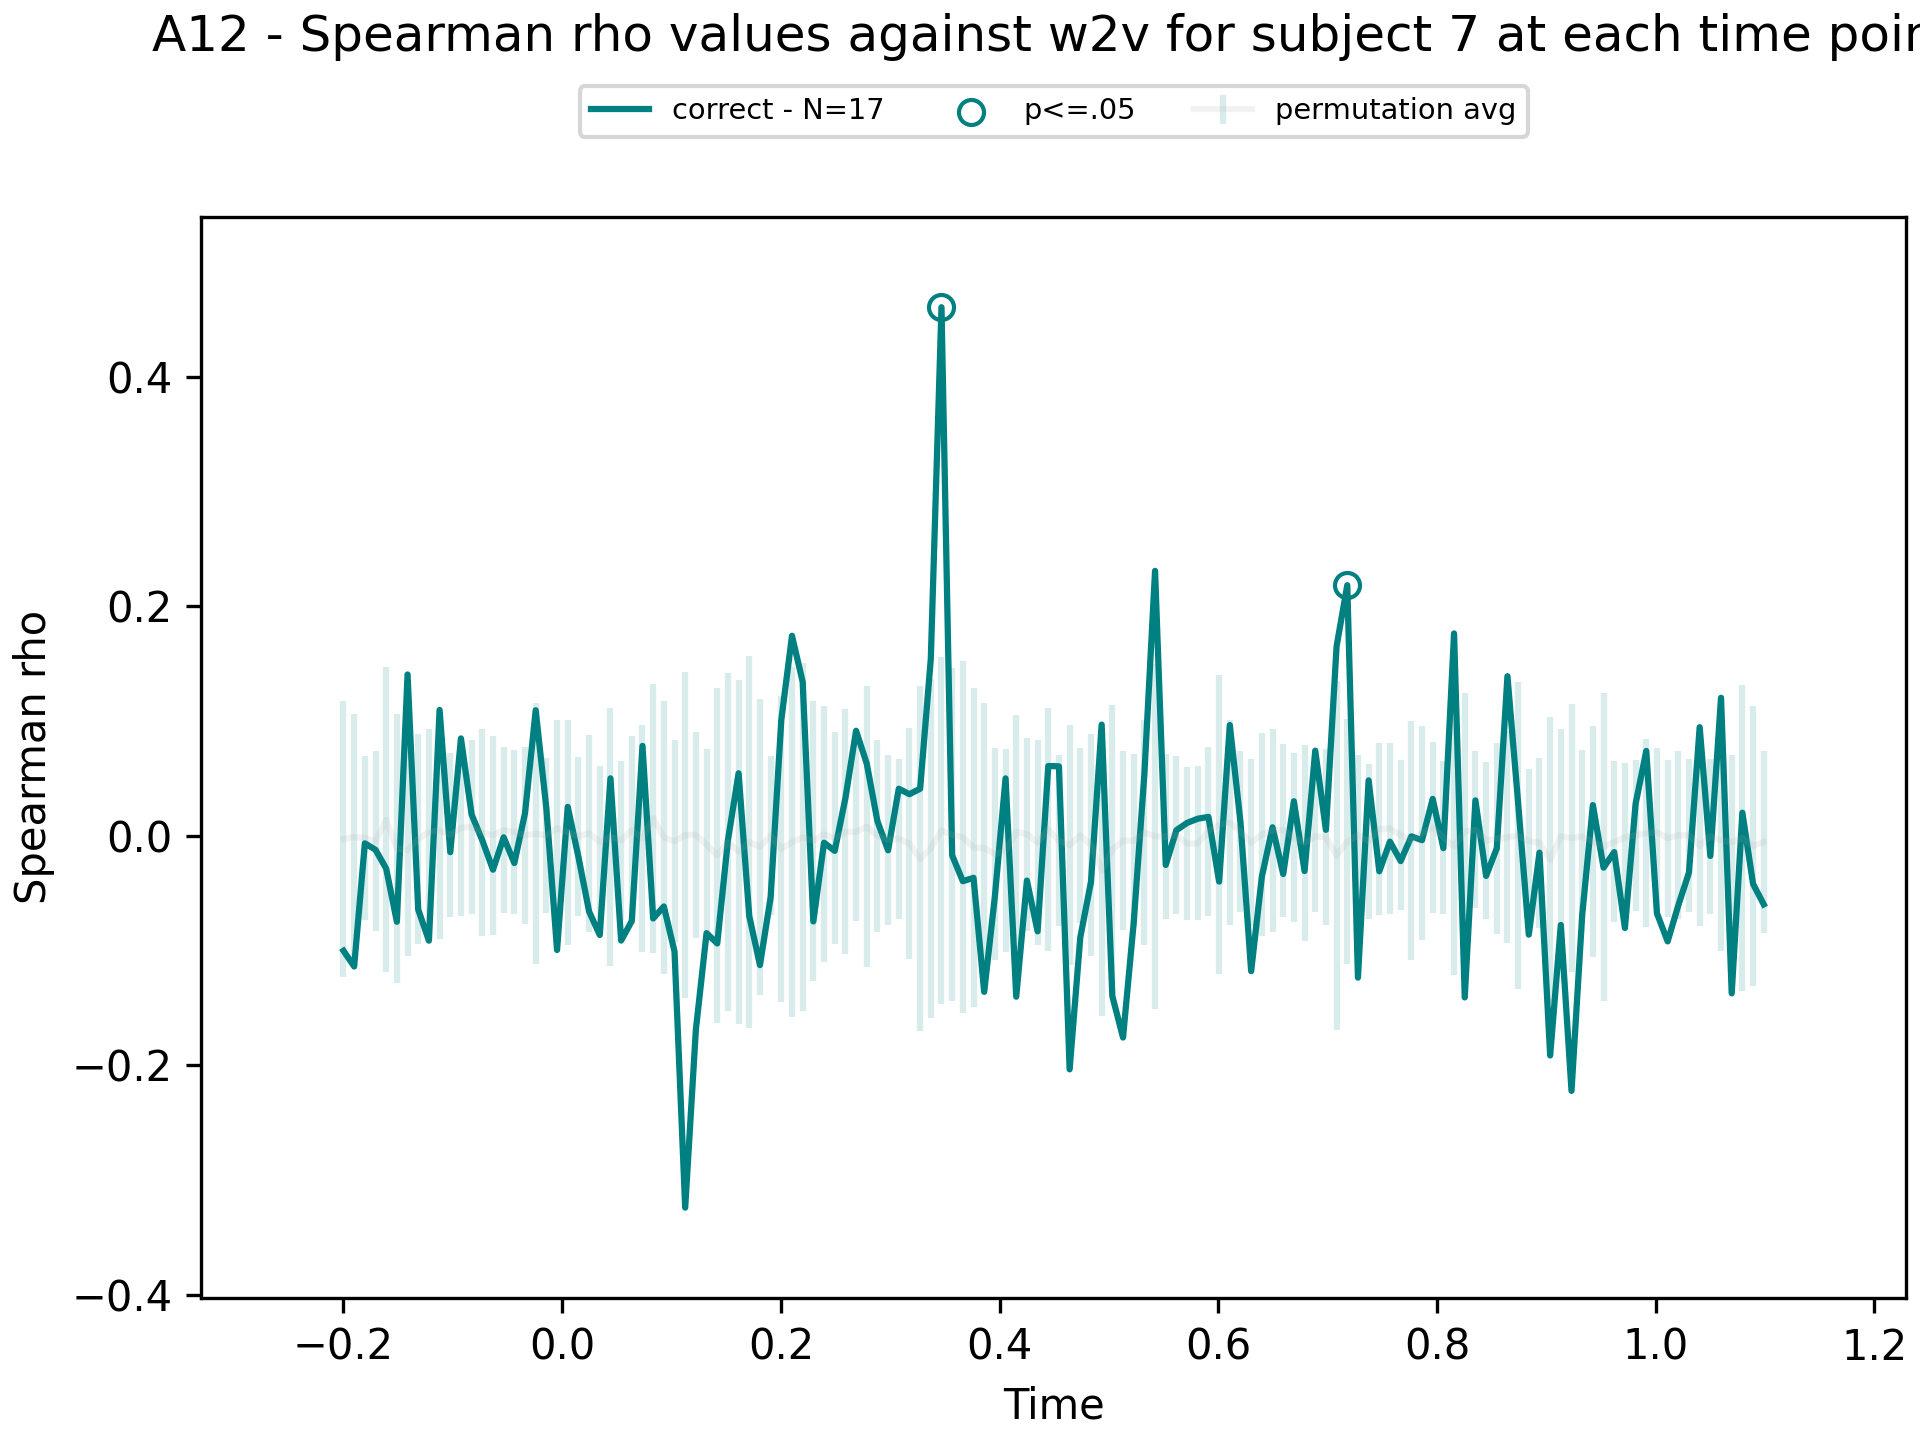 A12 - Spearman rho values against w2v for subject 7 at each time
correct - N=17 p<=.05 permutation avg
Spearman rho
0.4
0.2
0.0
−0.2
−0.4
−0.2 0.0 0.2 0.4 0.6 0.8 1.0 1.2
Time